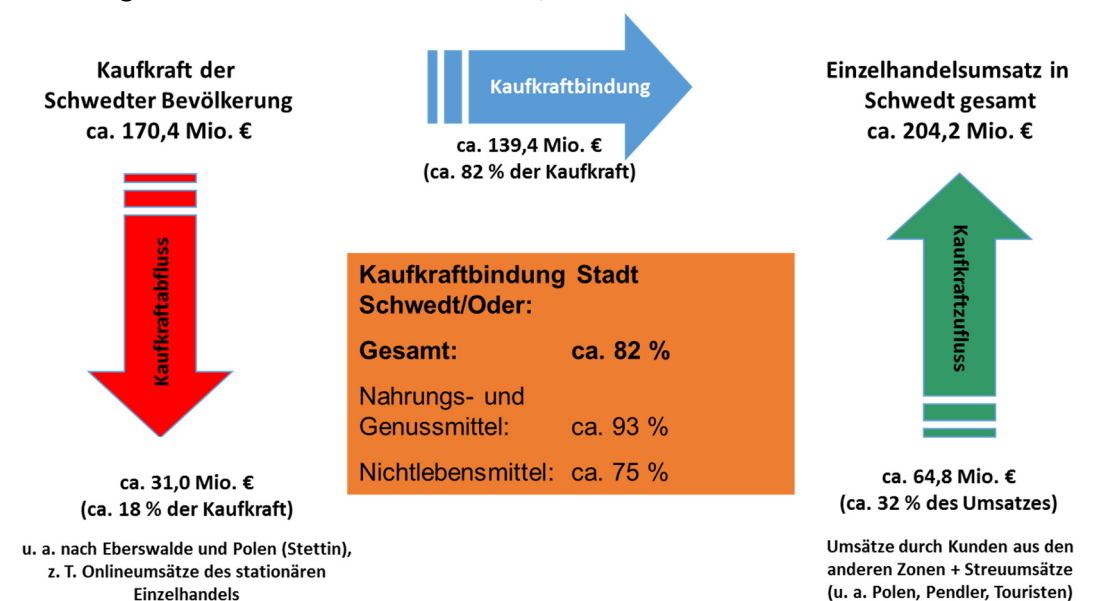 Kaufkraft der
Schwedter Bevölkerung
ca. 170,4 Mio. €
Kaufkraftbindung
ca. 139,4 Mio. €
(ca. 82 % der Kaufkraft)
Einzelhandelsumsatz in
Schwedt gesamt
ca. 204,2 Mio. €
Kaufkraftabfluss
Kaufkraftbindung Stadt
Schwedt/Oder:
Gesamt: ca. 82 %
Nahrungs- und
Genussmittel: ca. 93 %
Nichtlebensmittel: ca. 75 %
Kaufkraftzufluss
ca. 31,0 Mio. €
(ca. 18 % der Kaufkraft)
u. a. nach Eberswalde und Polen (Stettin),
z. T. Onlineumsätze des stationären
Einzelhandels
ca. 64,8 Mio. €
(ca. 32 % des Umsatzes)
Umsätze durch Kunden aus den
anderen Zonen + Streuumsätze
(u. a. Polen, Pendler, Touristen)